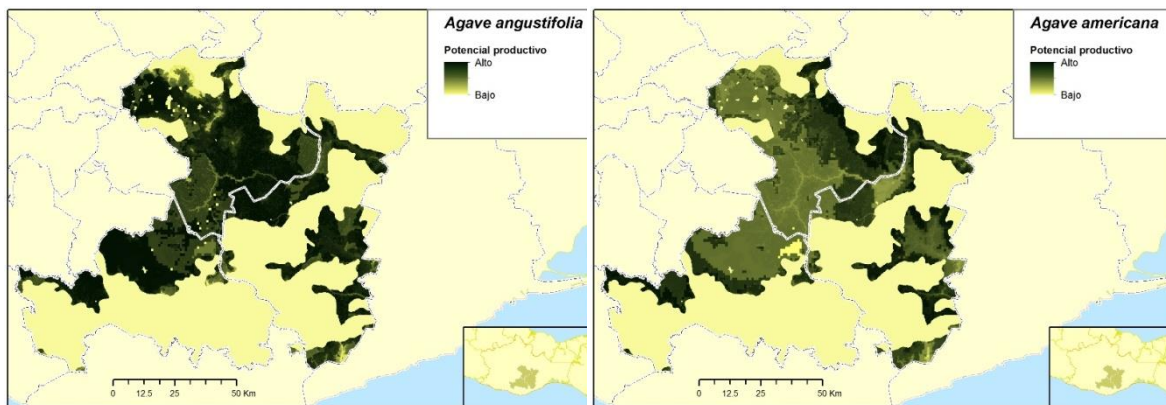 Agave angustifolia
Potencial productivo
Alto
Bajo
0 12.5 25 50 Km
Agave americana
Potencial productivo
Alto
Bajo
0 12.5 25 50 Km